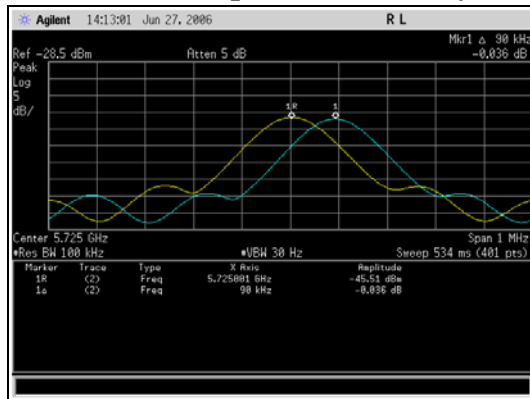 Agilent 14:13:01 Jun 27, 2006 R L
Mkr1 Δ 90 kHz
Ref -28.5 dBm Atten 5 dB -0.036 dB
Peak
Log
5
dB/
1R 1
Center 5.725 GHz Span 1 MHz
#Res BW 100 kHz #VBW 30 Hz Sweep 534 ms (401 pts)
Marker Trace Type X Axis Amplitude
1R (2) Freq 5.725001 GHz -45.51 dBm
1Δ (2) Freq 90 kHz -0.036 dB